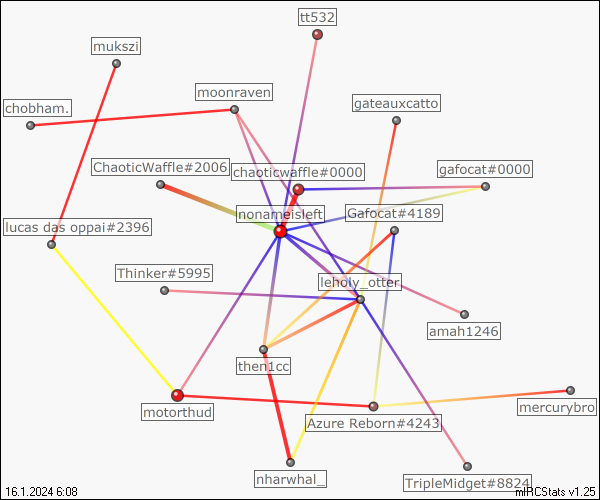 tt532
mukszi
moonraven
chobham.
gateauxcatto
ChaoticWaffle#2006
chaoticwaffle#0000
gafocat#0000
nonameisleft
Gafocat#4189
lucas das oppai#2396
Thinker#5995
leholy_otter
amah1246
then1cc
motorthud
mercurybro
Azure Reborn#4243
nharwhal_
TripleMidget#8824
16.1.2024 6:08
mIRCStats v1.25